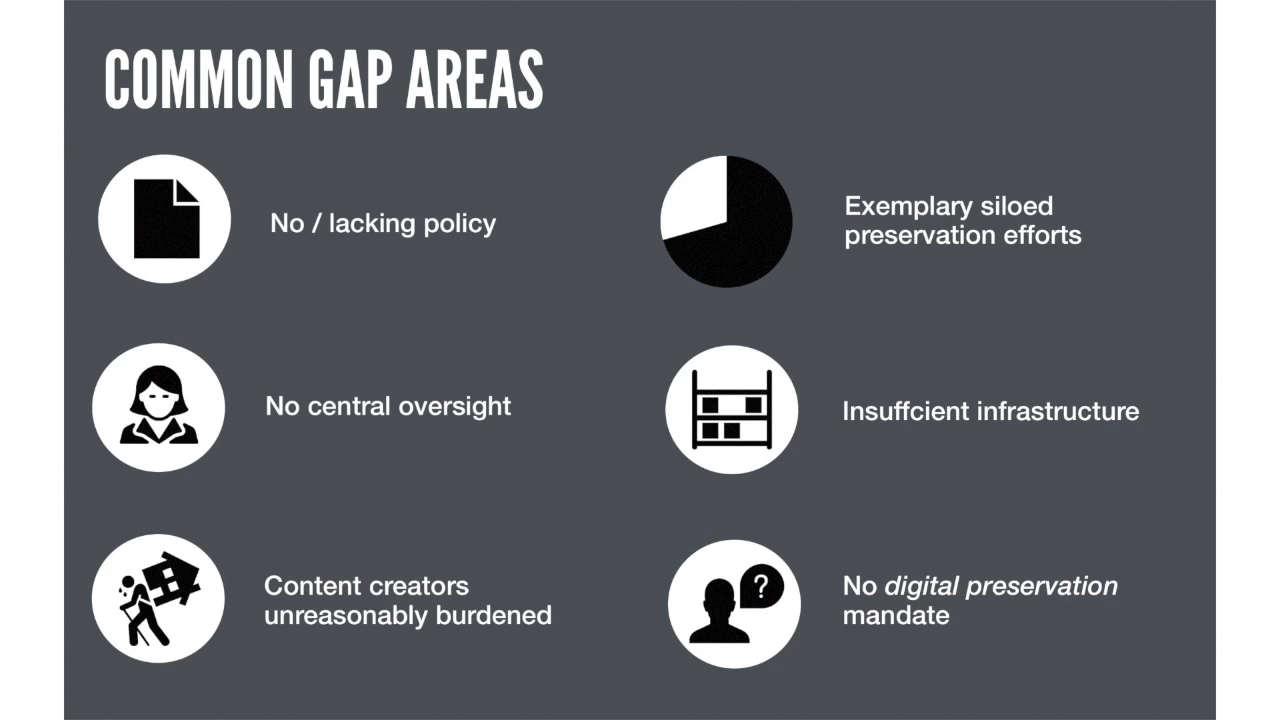 COMMON GAP AREAS
No / lacking policy
Exemplary siloed
preservation efforts
No central oversight
Insuffcient infrastructure
Content creators
unreasonably burdened
?
No digital preservation
mandate